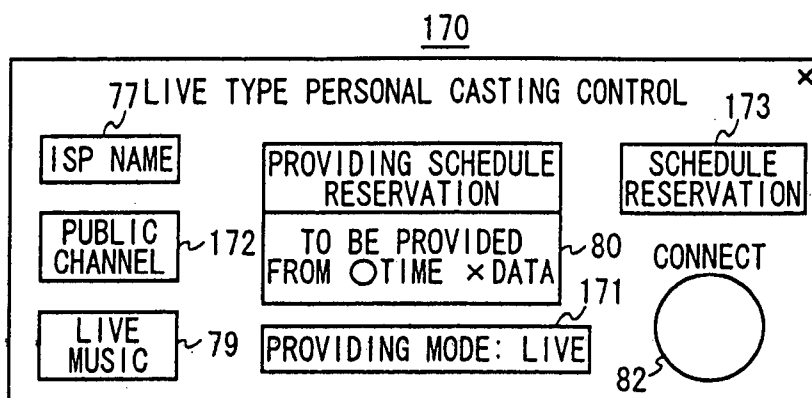 170
77 LIVE TYPE PERSONAL CASTING CONTROL ×
173
ISP NAME
PROVIDING SCHEDULE
RESERVATION
SCHEDULE
RESERVATION
PUBLIC
CHANNEL
172
TO BE PROVIDED
FROM ○TIME ×DATA
80
CONNECT
171
LIVE
MUSIC
79
PROVIDING MODE: LIVE
82